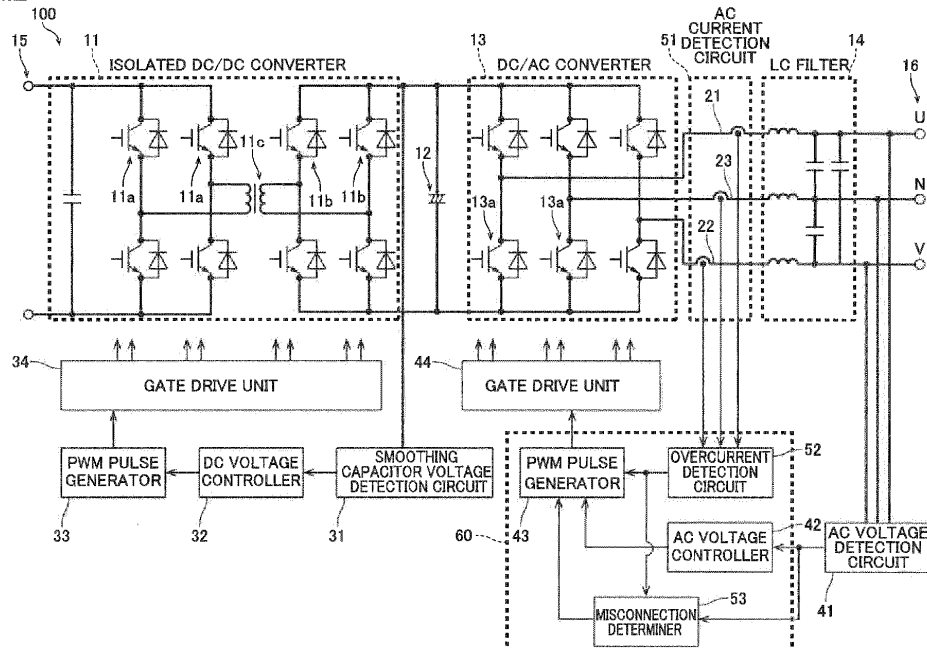 100
15
11
ISOLATED DC/DC CONVERTER
13
DC/AC CONVERTER
51
AC
CURRENT
DETECTION
CIRCUIT
14
LC FILTER
16
21
U
11a
11a
11c
11b
11b
12
23
N
13a
13a
22
V
34
GATE DRIVE UNIT
44
GATE DRIVE UNIT
PWM PULSE
GENERATOR
33
DC VOLTAGE
CONTROLLER
32
SMOOTHING
CAPACITOR VOLTAGE
DETECTION CIRCUIT
31
60
PWM PULSE
GENERATOR
43
OVERCURRENT
DETECTION
CIRCUIT
52
AC VOLTAGE
CONTROLLER
42
AC VOLTAGE
DETECTION
CIRCUIT
41
MISCONNECTION
DETERMINER
53